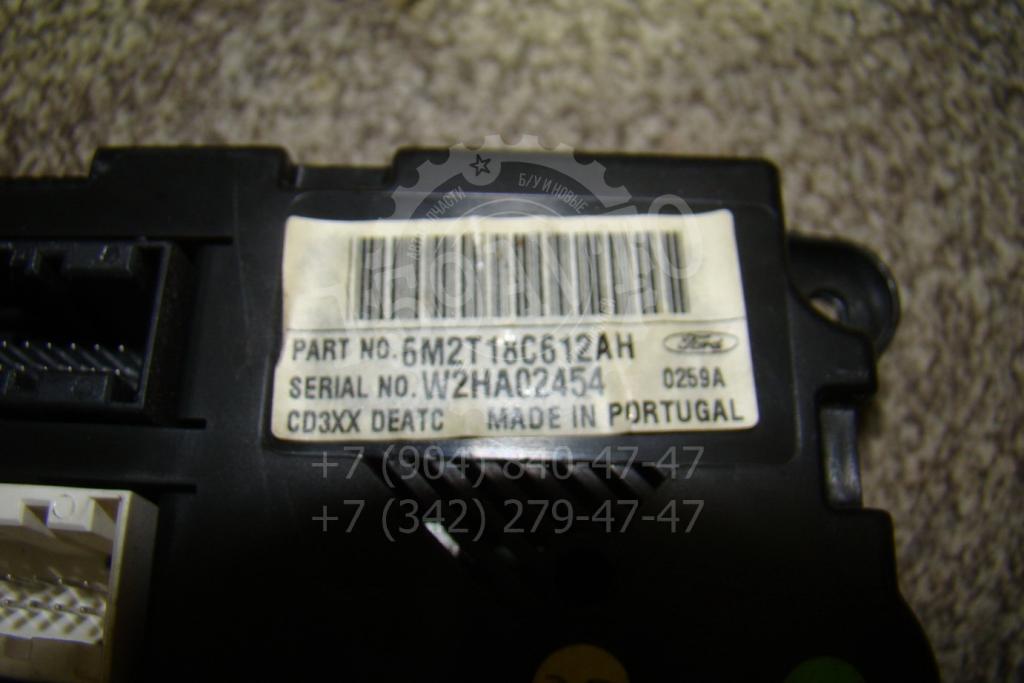 Б/У И НОВЫЕ
PART NO. 6M2T18C612AH Ford
SERIAL NO. W2HA02454 0259A
CD3XX DEATC MADE IN PORTUGAL
+7 (904) 840-47-47
+7 (342) 279-47-47